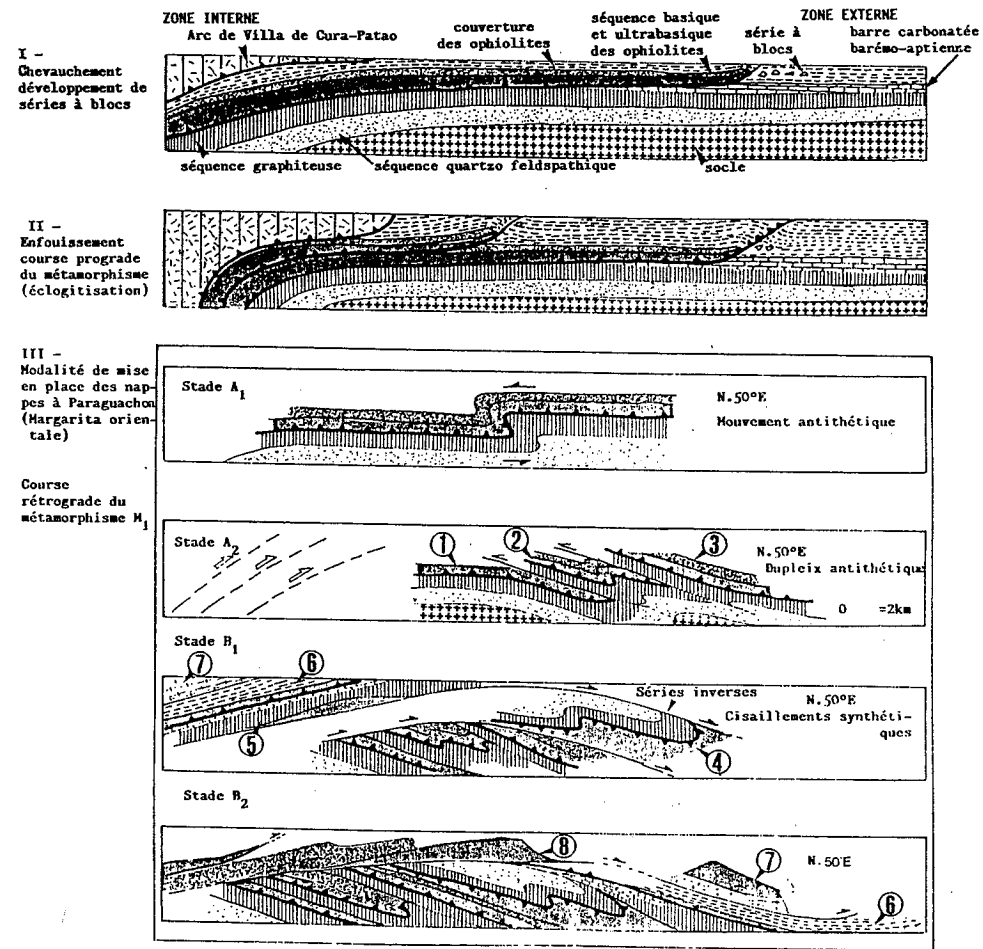 ZONE INTERNE
Arc de Villa de Cura-Patao
couverture
des ophiolites
séquence basique
et ultrabasique
des ophiolites
série à
blocs
ZONE EXTERNE
barre carbonatée
barémo-aptienne
I -
Chevauchement
développement de
séries à blocs
séquence graphiteuse
séquence quartzo feldspathique
socle
II -
Enfouissement
course prograde
du métamorphisme
(éclogitisation)
III -
Modalité de mise
en place des nap-
pes à Paraguachon
(Margarita orien-
tale)
Course
rétrograde du
métamorphisme M1
Stade A1
N.50°E
Mouvement antithétique
Stade A2
1
2
3
N.50°E
Dupleix antithétique
0 =2km
Stade B1
7
6
5
Séries inverses
N.50°E
Cisaillements synthéti-
ques
4
Stade B2
8
7
N.50E
6